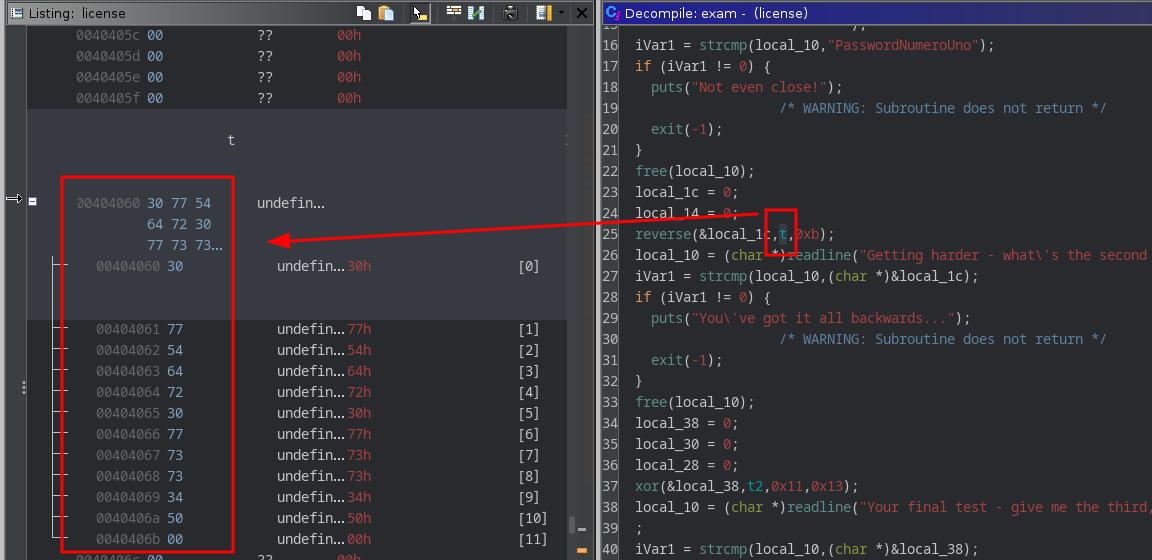 Listing: license
0040405c 00 ?? 00h
0040405d 00 ?? 00h
0040405e 00 ?? 00h
0040405f 00 ?? 00h
t
00404060 30 77 54 undefin...
64 72 30
77 73 73...
00404060 30 undefin...30h [0]
00404061 77 undefin...77h [1]
00404062 54 undefin...54h [2]
00404063 64 undefin...64h [3]
00404064 72 undefin...72h [4]
00404065 30 undefin...30h [5]
00404066 77 undefin...77h [6]
00404067 73 undefin...73h [7]
00404068 73 undefin...73h [8]
00404069 34 undefin...34h [9]
0040406a 50 undefin...50h [10]
0040406b 00 undefin...00h [11]
0040406c 00 ?? 00h
Decompile: exam - (license)
16 iVar1 = strcmp(local_10,"PasswordNumeroUno");
17 if (iVar1 != 0) {
18 puts("Not even close!");
19 /* WARNING: Subroutine does not return */
20 exit(-1);
21 }
22 free(local_10);
23 local_1c = 0;
24 local_14 = 0;
25 reverse(&local_1c,t,0xb);
26 local_10 = (char *)readline("Getting harder - what\'s the second
27 iVar1 = strcmp(local_10,(char *)&local_1c);
28 if (iVar1 != 0) {
29 puts("You\'ve got it all backwards...");
30 /* WARNING: Subroutine does not return */
31 exit(-1);
32 }
33 free(local_10);
34 local_38 = 0;
35 local_30 = 0;
36 local_28 = 0;
37 xor(&local_38,t2,0x11,0x13);
38 local_10 = (char *)readline("Your final test - give me the third,
39 ;
40 iVar1 = strcmp(local_10,(char *)&local_38);